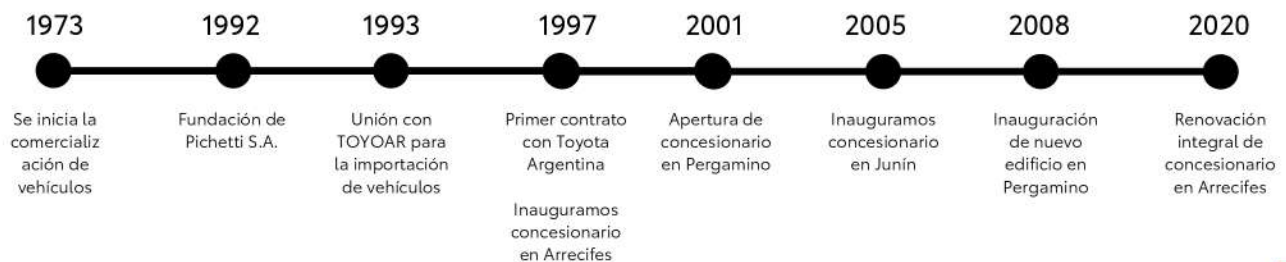 1973
Se inicia la
comercializ
ación de
vehículos
1992
Fundación de
Pichetti S.A.
1993
Unión con
TOYOAR para
la importación
de vehículos
1997
Primer contrato
con Toyota
Argentina
Inauguramos
concesionario
en Arrecifes
2001
Apertura de
concesionario
en Pergamino
2005
Inauguramos
concesionario
en Junín
2008
Inauguración
de nuevo
edificio en
Pergamino
2020
Renovación
integral de
concesionario
en Arrecifes